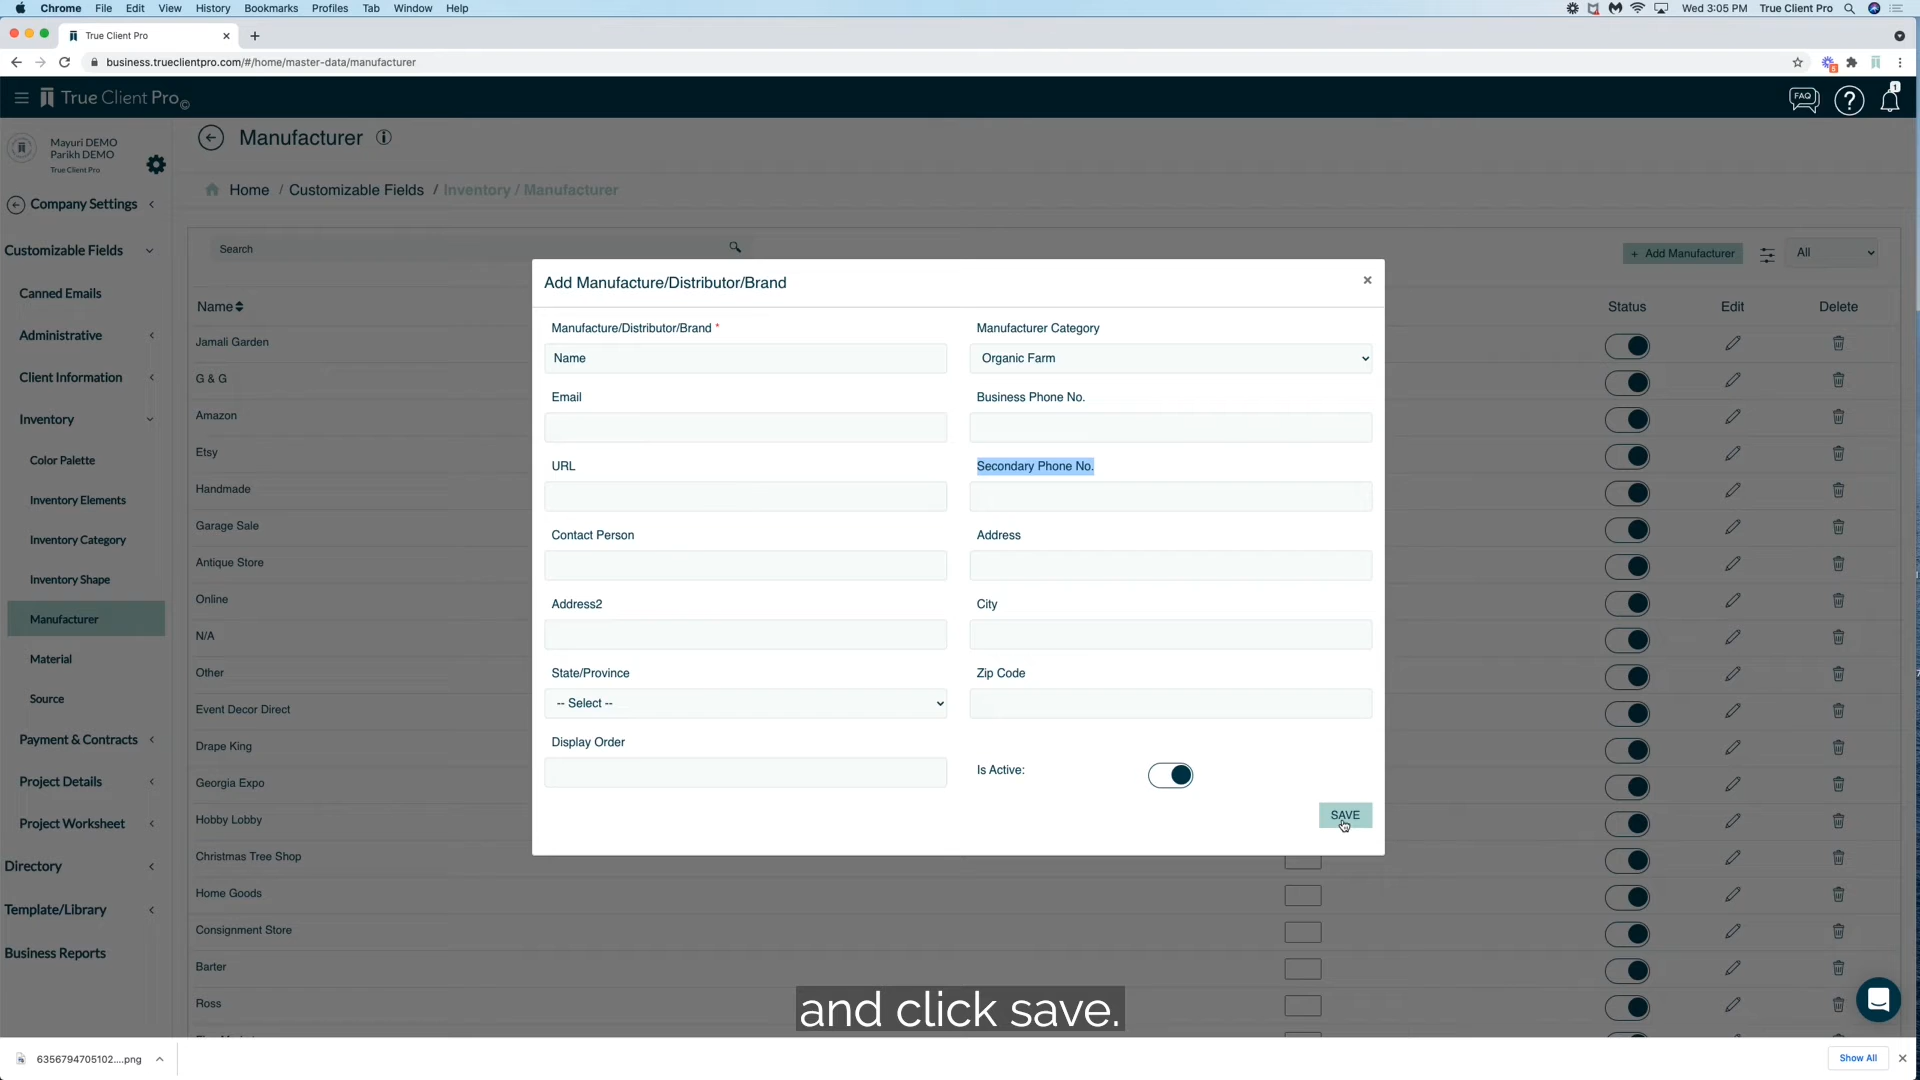 Chrome File Edit View History Bookmarks Profiles Tab Window Help Wed 3:05 PM True Client Pro
True Client Pro
business.trueclientpro.com/#/home/master-data/manufacturer
True Client Pro FAQ ? 1
Mayuri DEMO
Parikh DEMO
True Client Pro
Manufacturer
Home / Customizable Fields / Inventory / Manufacturer
Company Settings
Customizable Fields
Canned Emails
Administrative
Client Information
Inventory
Color Palette
Inventory Elements
Inventory Category
Inventory Shape
Manufacturer
Material
Source
Payment & Contracts
Project Details
Project Worksheet
Directory
Template/Library
Business Reports
Search
+ Add Manufacturer All
Name Status Edit Delete
Jamali Garden
G & G
Amazon
Etsy
Handmade
Garage Sale
Antique Store
Online
N/A
Other
Event Decor Direct
Drape King
Georgia Expo
Hobby Lobby
Christmas Tree Shop
Home Goods
Consignment Store
Barter
Ross
Add Manufacture/Distributor/Brand ×
Manufacture/Distributor/Brand * Manufacturer Category
Name Organic Farm
Email Business Phone No.
URL Secondary Phone No.
Contact Person Address
Address2 City
State/Province Zip Code
-- Select --
Display Order
Is Active:
SAVE
and click save.
6356794705102....png Show All